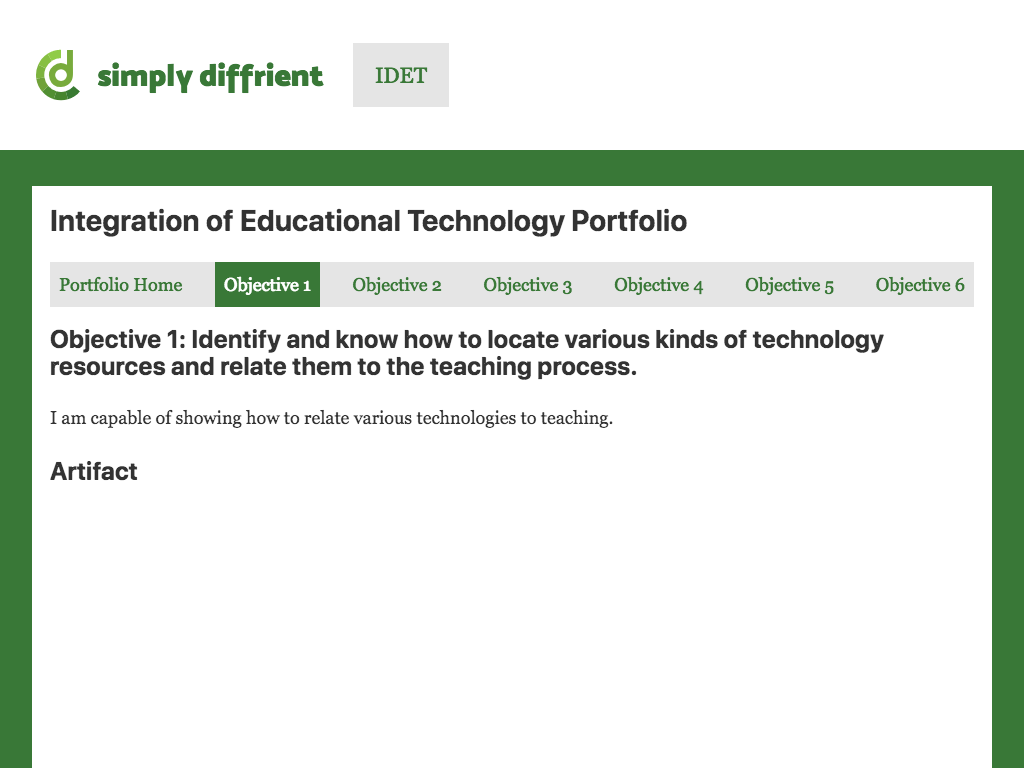 simply diffrient
IDET
Integration of Educational Technology Portfolio
Portfolio Home Objective 1 Objective 2 Objective 3 Objective 4 Objective 5 Objective 6
Objective 1: Identify and know how to locate various kinds of technology
resources and relate them to the teaching process.
I am capable of showing how to relate various technologies to teaching.
Artifact